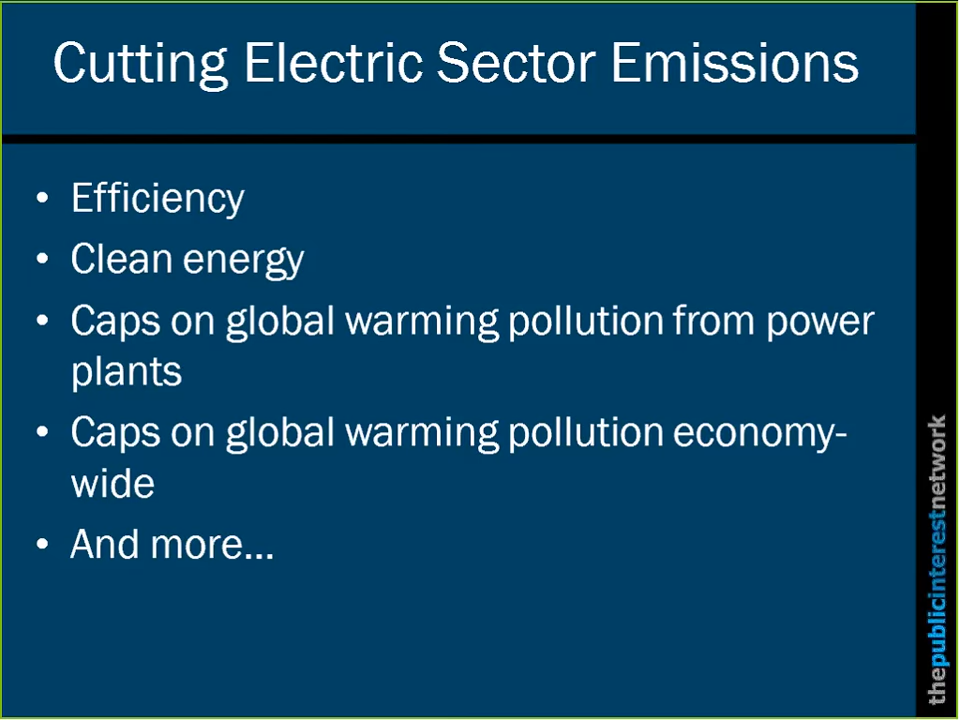 Cutting Electric Sector Emissions
• Efficiency
• Clean energy
• Caps on global warming pollution from power
plants
• Caps on global warming pollution economy-
wide
• And more...
thepublicinterestnetwork